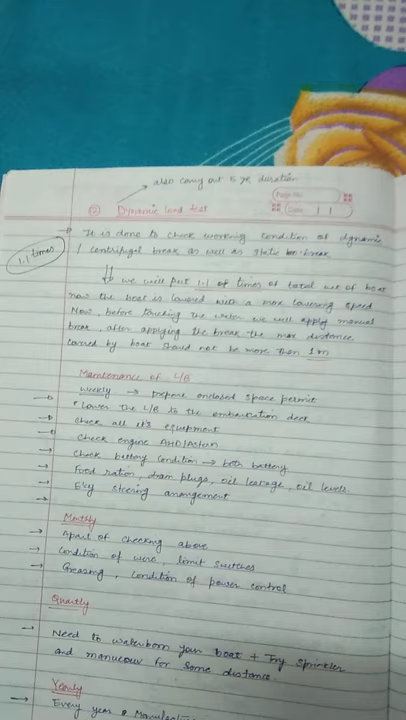 also carry out 5 yr duration
Page No.
② Dynamic load test
Date
→ It is done to check working condition of dynamic
/ centrifugal break as well as static break
1.1 times
⇓ we will put 1.1 of times of total wt of boat
now the boat is lowered with a max lowering speed
Now, before touching the water we will apply manual
break, after applying the break the max distance
covered by boat should not be more than 1m
Maintenance of L/B
Weekly → prepare enclosed space permit
→ Lower the L/B to the embarkation deck
→ check all it's equipment
→ Check engine AHD/Astern
→ Check battery condition → both battery
→ Food ration, drain plugs, oil leakage, oil levels
→ E'cy steering arrangement
Monthly
→ Apart of checking above
→ Condition of wire, limit switches
→ Greasing, condition of power control
Quartly
→ Need to waterborn your boat + Try sprinkler
and manuever for some distance
Yearly
→ Every year